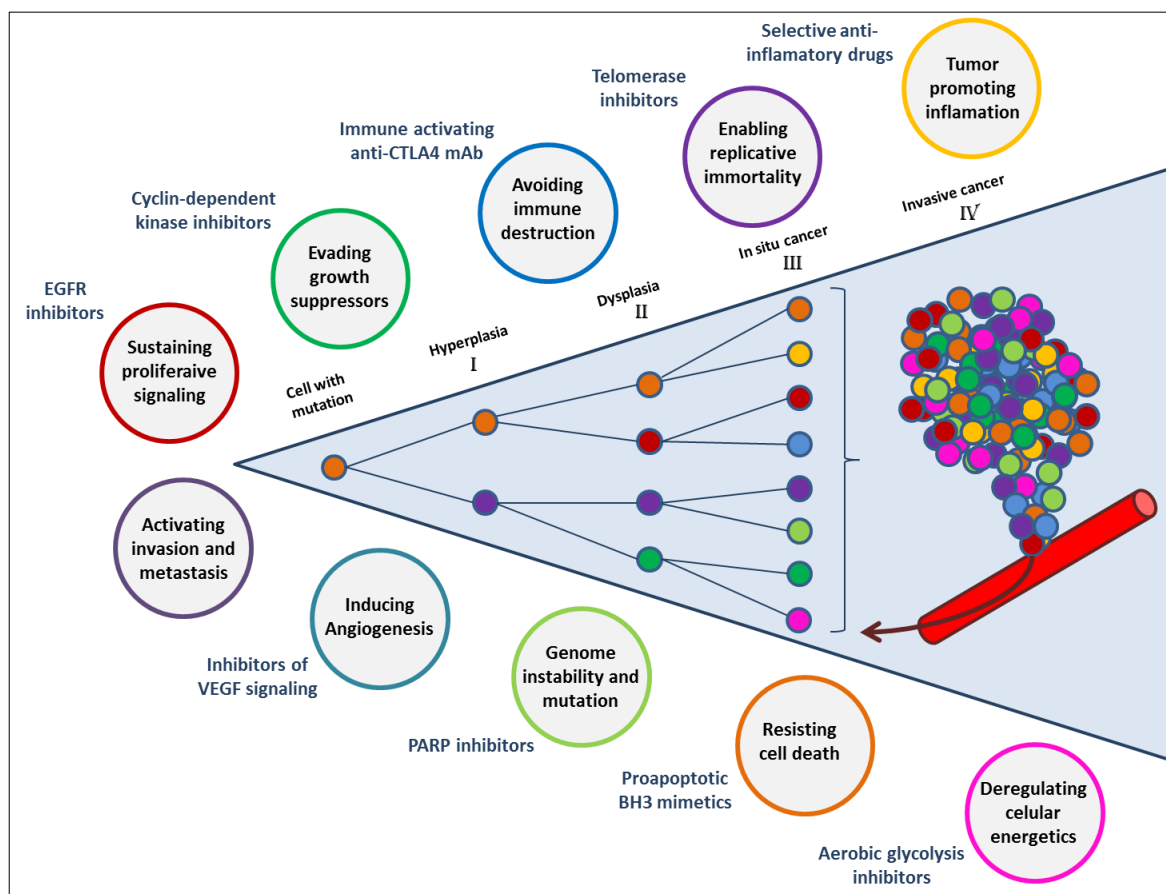 Selective anti-
inflamatory drugs
Tumor
promoting
inflamation
Telomerase
inhibitors
Enabling
replicative
immortality
Immune activating
anti-CTLA4 mAb
Avoiding
immune
destruction
Cyclin-dependent
kinase inhibitors
Evading
growth
suppressors
EGFR
inhibitors
Sustaining
proliferaive
signaling
Cell with
mutation
Hyperplasia
I
Dysplasia
II
In situ cancer
III
Invasive cancer
IV
Activating
invasion and
metastasis
Inducing
Angiogenesis
Inhibitors of
VEGF signaling
Genome
instability and
mutation
PARP inhibitors
Resisting
cell death
Proapoptotic
BH3 mimetics
Deregulating
celular
energetics
Aerobic glycolysis
inhibitors